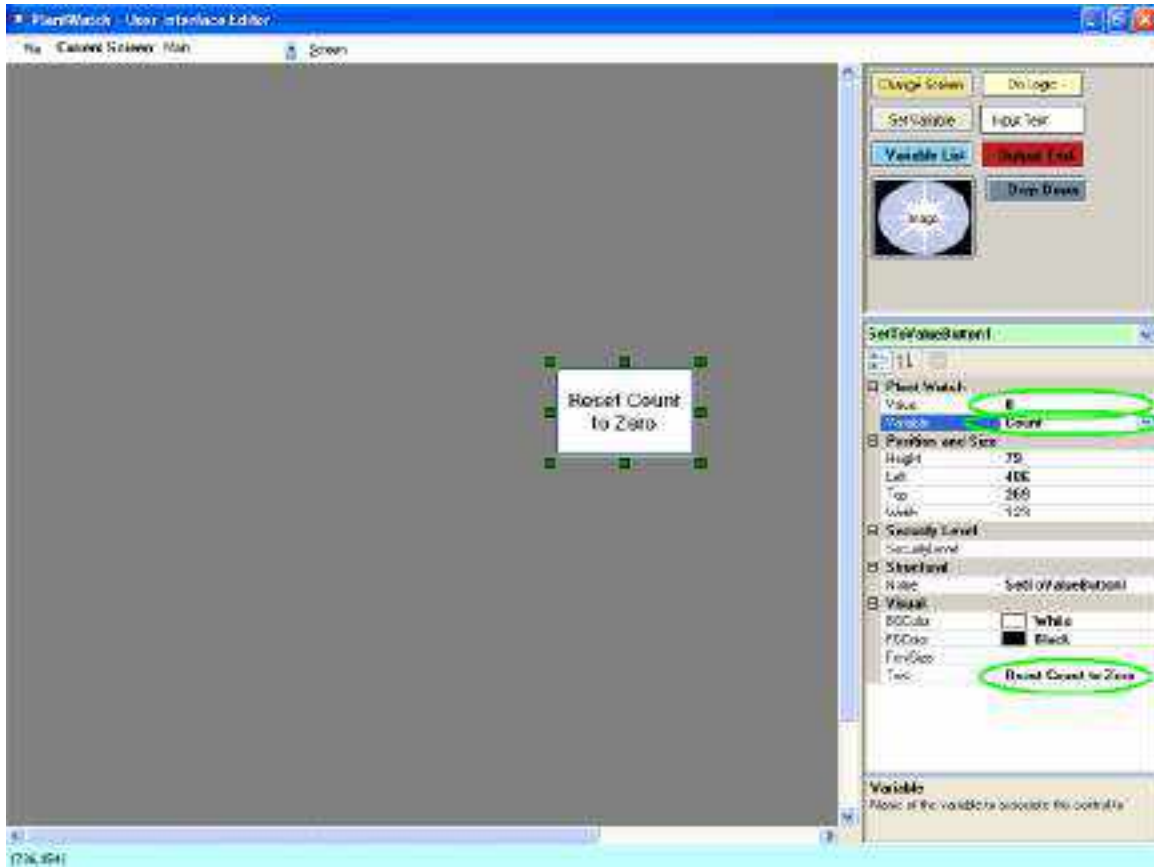 PlantWatch - User Interface Editor
File Current Screen: Main Screen
Change Screen Do Logic
Set Variable Input Text
Variable List Output Text
Drop Down
Image
SetToValueButton1
Reset Count
to Zero
Plant Watch
Value 0
Variable Count
Position and Size
Height 79
Left 406
Top 269
Width 123
Security Level
SecurityLevel
Structural
Name SetToValueButton1
Visual
BGColor White
FGColor Black
FontSize
Text Reset Count to Zero
Variable
Name of the variable to associate this control to